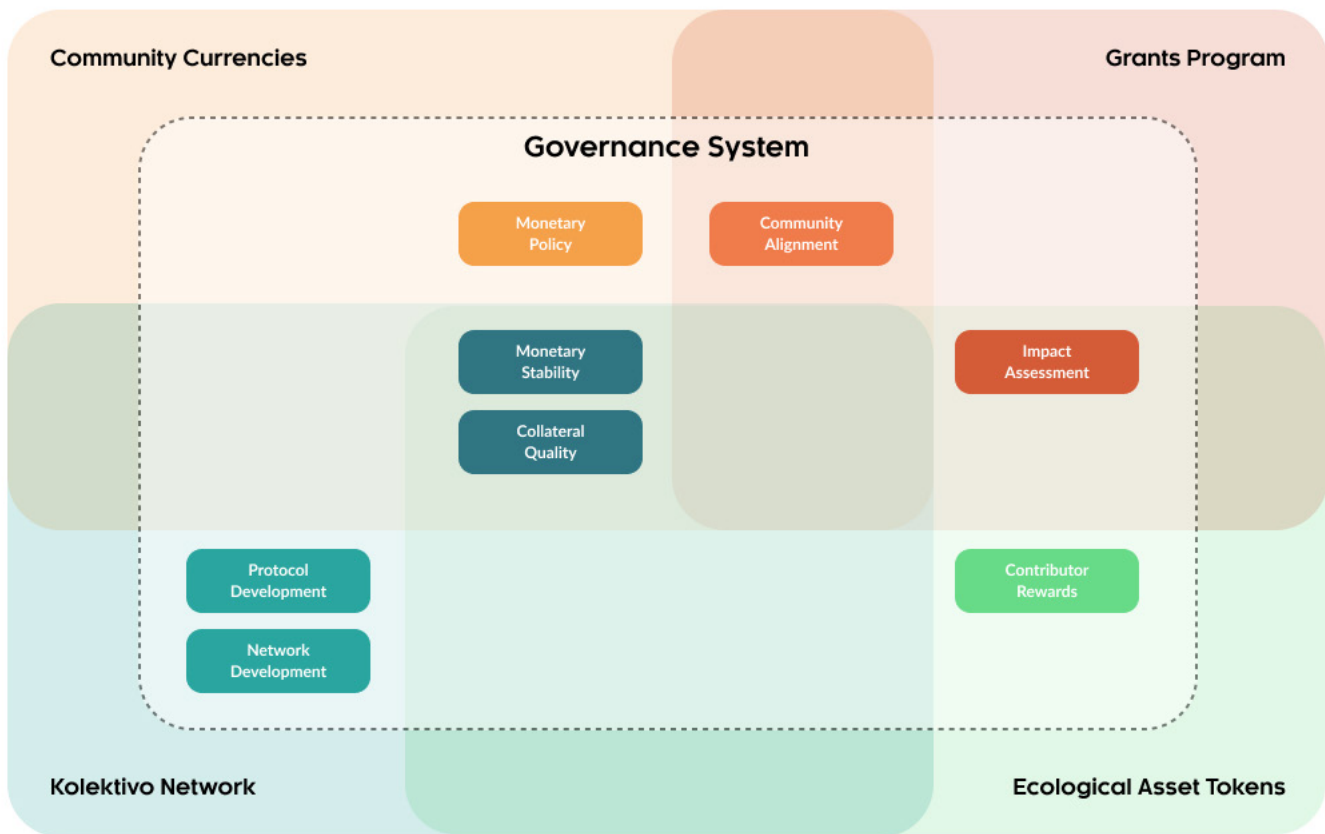 Community Currencies
Grants Program
Governance System
Monetary
Policy
Community
Alignment
Monetary
Stability
Impact
Assessment
Collateral
Quality
Protocol
Development
Contributor
Rewards
Network
Development
Kolektivo Network
Ecological Asset Tokens